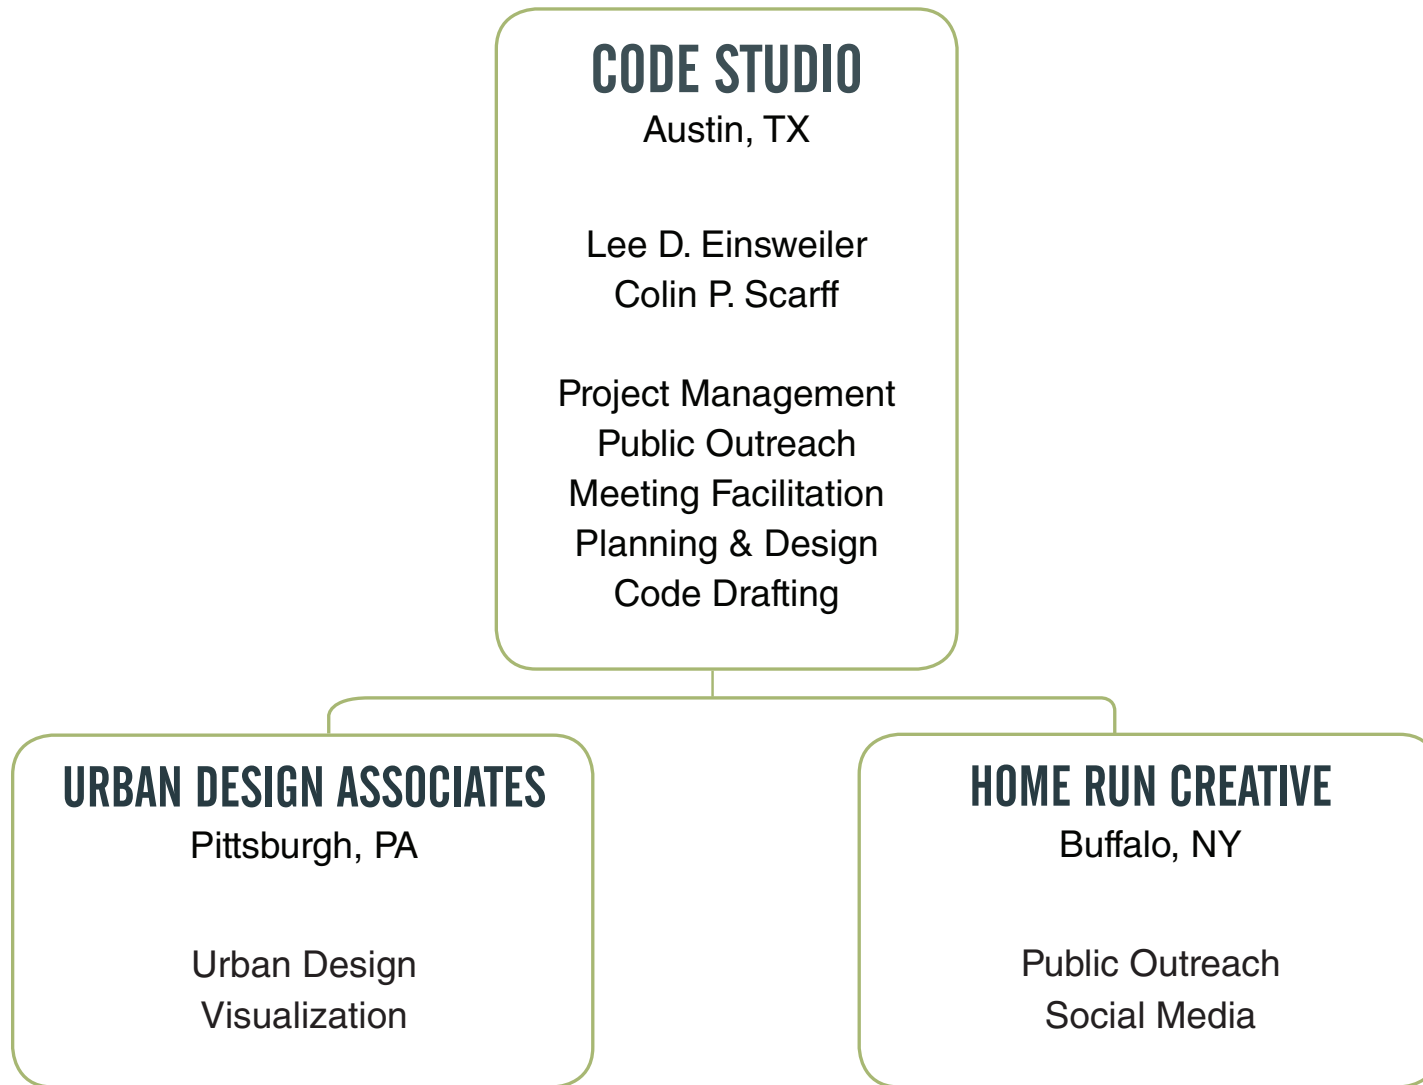 CODE STUDIO
Austin, TX
Lee D. Einsweiler
Colin P. Scarff
Project Management
Public Outreach
Meeting Facilitation
Planning & Design
Code Drafting
URBAN DESIGN ASSOCIATES
Pittsburgh, PA
Urban Design
Visualization
HOME RUN CREATIVE
Buffalo, NY
Public Outreach
Social Media